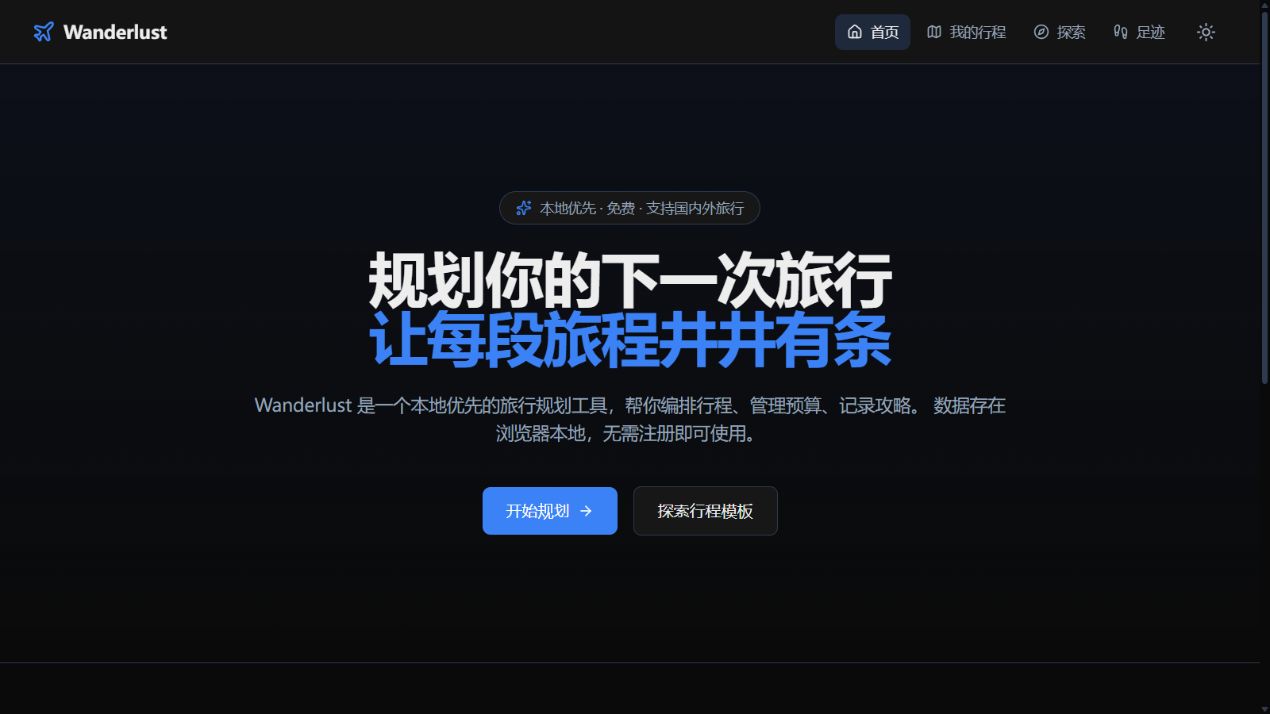 Wanderlust
首页
我的行程
探索
足迹
本地优先 · 免费 · 支持国内外旅行
规划你的下一次旅行
让每段旅程井井有条
Wanderlust 是一个本地优先的旅行规划工具，帮你编排行程、管理预算、记录攻略。 数据存在
浏览器本地，无需注册即可使用。
开始规划 →
探索行程模板